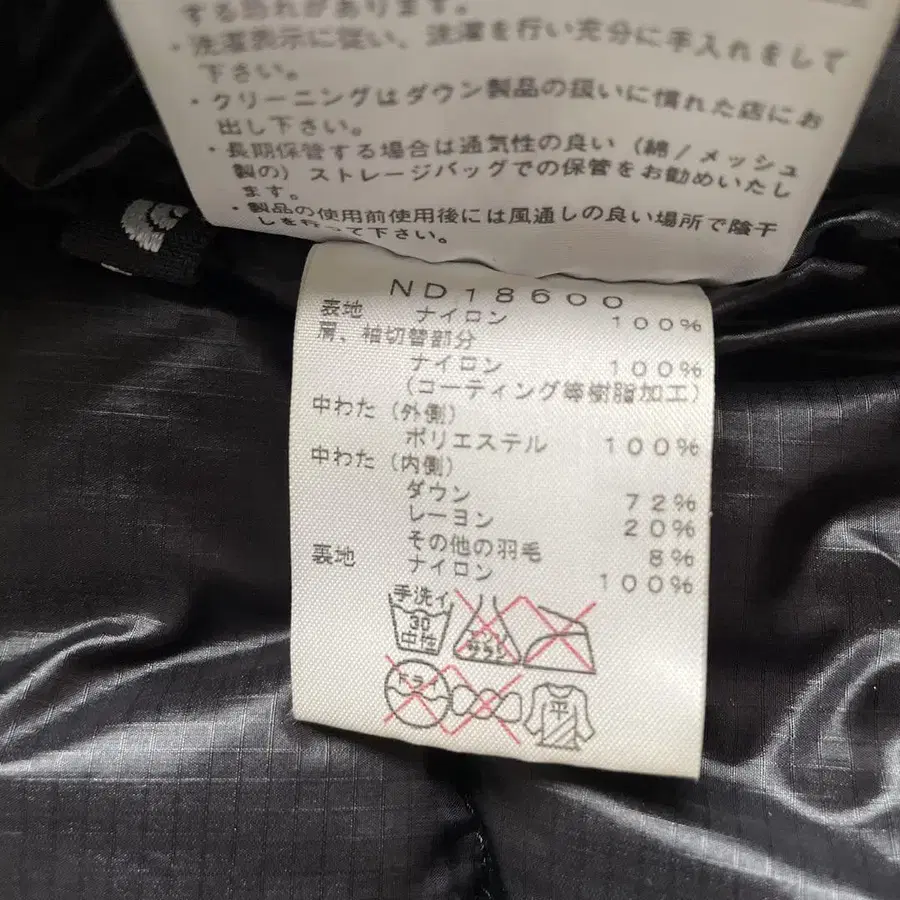 する恐れがあります。
・洗濯表示に従い、洗濯を行い充分に手入れをして
下さい。
・クリーニングはダウン製品の扱いに慣れた店にお
出し下さい。
・長期保管する場合は通気性の良い（綿/メッシュ
製の）ストレージバッグでの保管をお勧めいたし
ます。
・製品の使用前使用後には風通しの良い場所で陰干
しを行って下さい。
ND18600
表地 ナイロン 100%
肩、袖切替部分
ナイロン 100%
（コーティング等樹脂加工）
中わた（外側）
ポリエステル 100%
中わた（内側）
ダウン 72%
レーヨン 20%
その他の羽毛 8%
裏地 ナイロン 100%
手洗イ
30
中性
エンソ
サラシ
ドライ
平